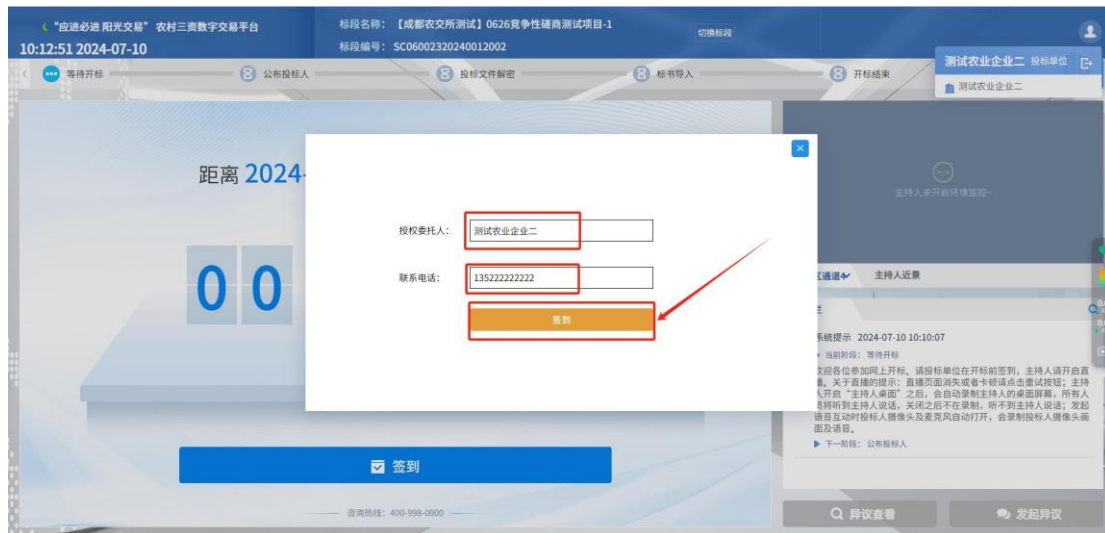 “应进必进 阳光交易” 农村三资数字交易平台
10:12:51 2024-07-10
标段名称: 【成都农交所测试】0626竞争性磋商测试项目-1
标段编号: SC06002320240012002
切换标段
等待开标
公布投标人
投标文件解密
标书导入
开标结束
测试农业企业二 投标单位
测试农业企业二
距离 2024-
0 0
授权委托人: 测试农业企业二
联系电话: 135222222222
签到
主持人未开启环境监控~
区通道
主持人近景
系统提示 2024-07-10 10:10:07
当前阶段: 等待开标
欢迎各位参加网上开标。请投标单位在开标前签到，主持人请开启直
播。关于直播的提示：直播页面消失或者卡顿请点击重试按钮；主持
人开启“主持人桌面”之后，会自动录制主持人的桌面屏幕，所有人
员将听到主持人说话，关闭之后不在录制，听不到主持人说话；发起
语音互动时投标人摄像头及麦克风自动打开，会录制投标人摄像头画
面及语音。
下一阶段: 公布投标人
签到
咨询热线: 400-998-0000
异议查看
发起异议